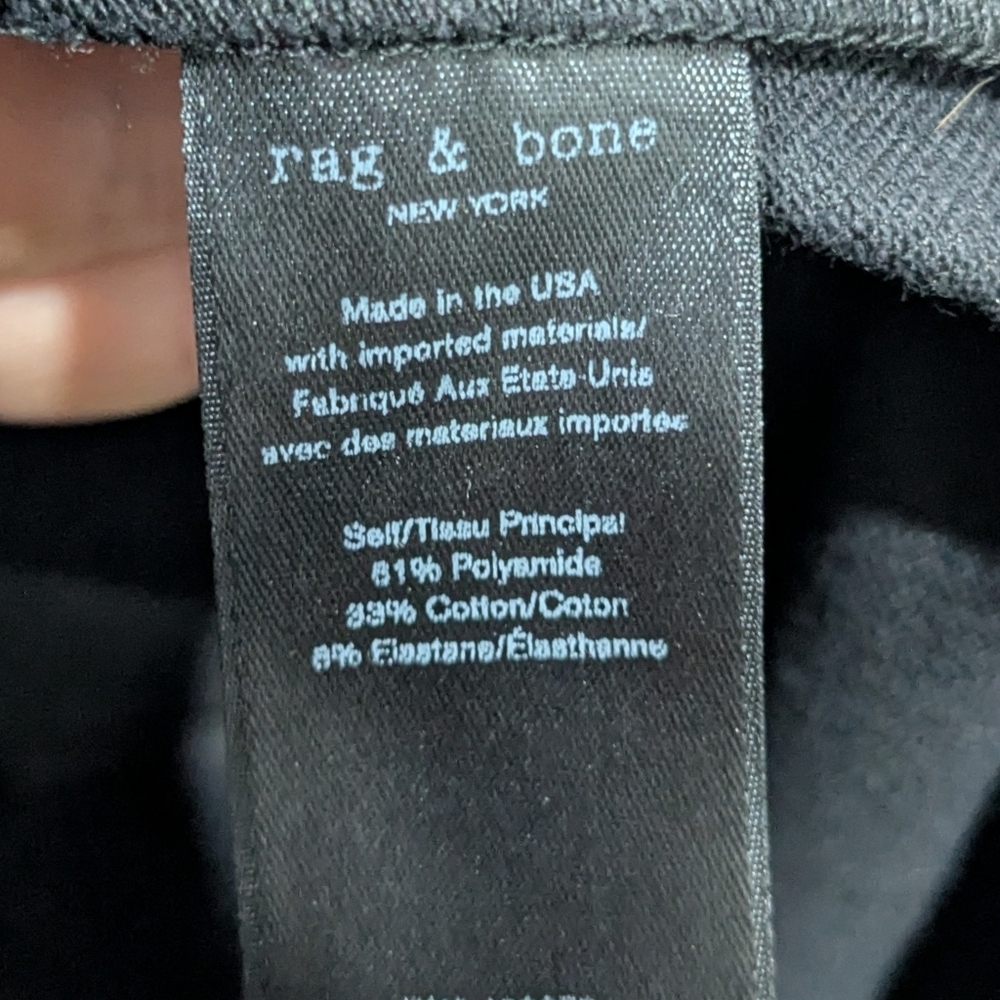 rag & bone
NEW YORK
Made in the USA
with imported materials/
Fabriqué Aux Etats-Unis
avec des materiaux importes
Self/Tissu Principal
61% Polyamide
33% Cotton/Coton
6% Elastane/Élasthanne